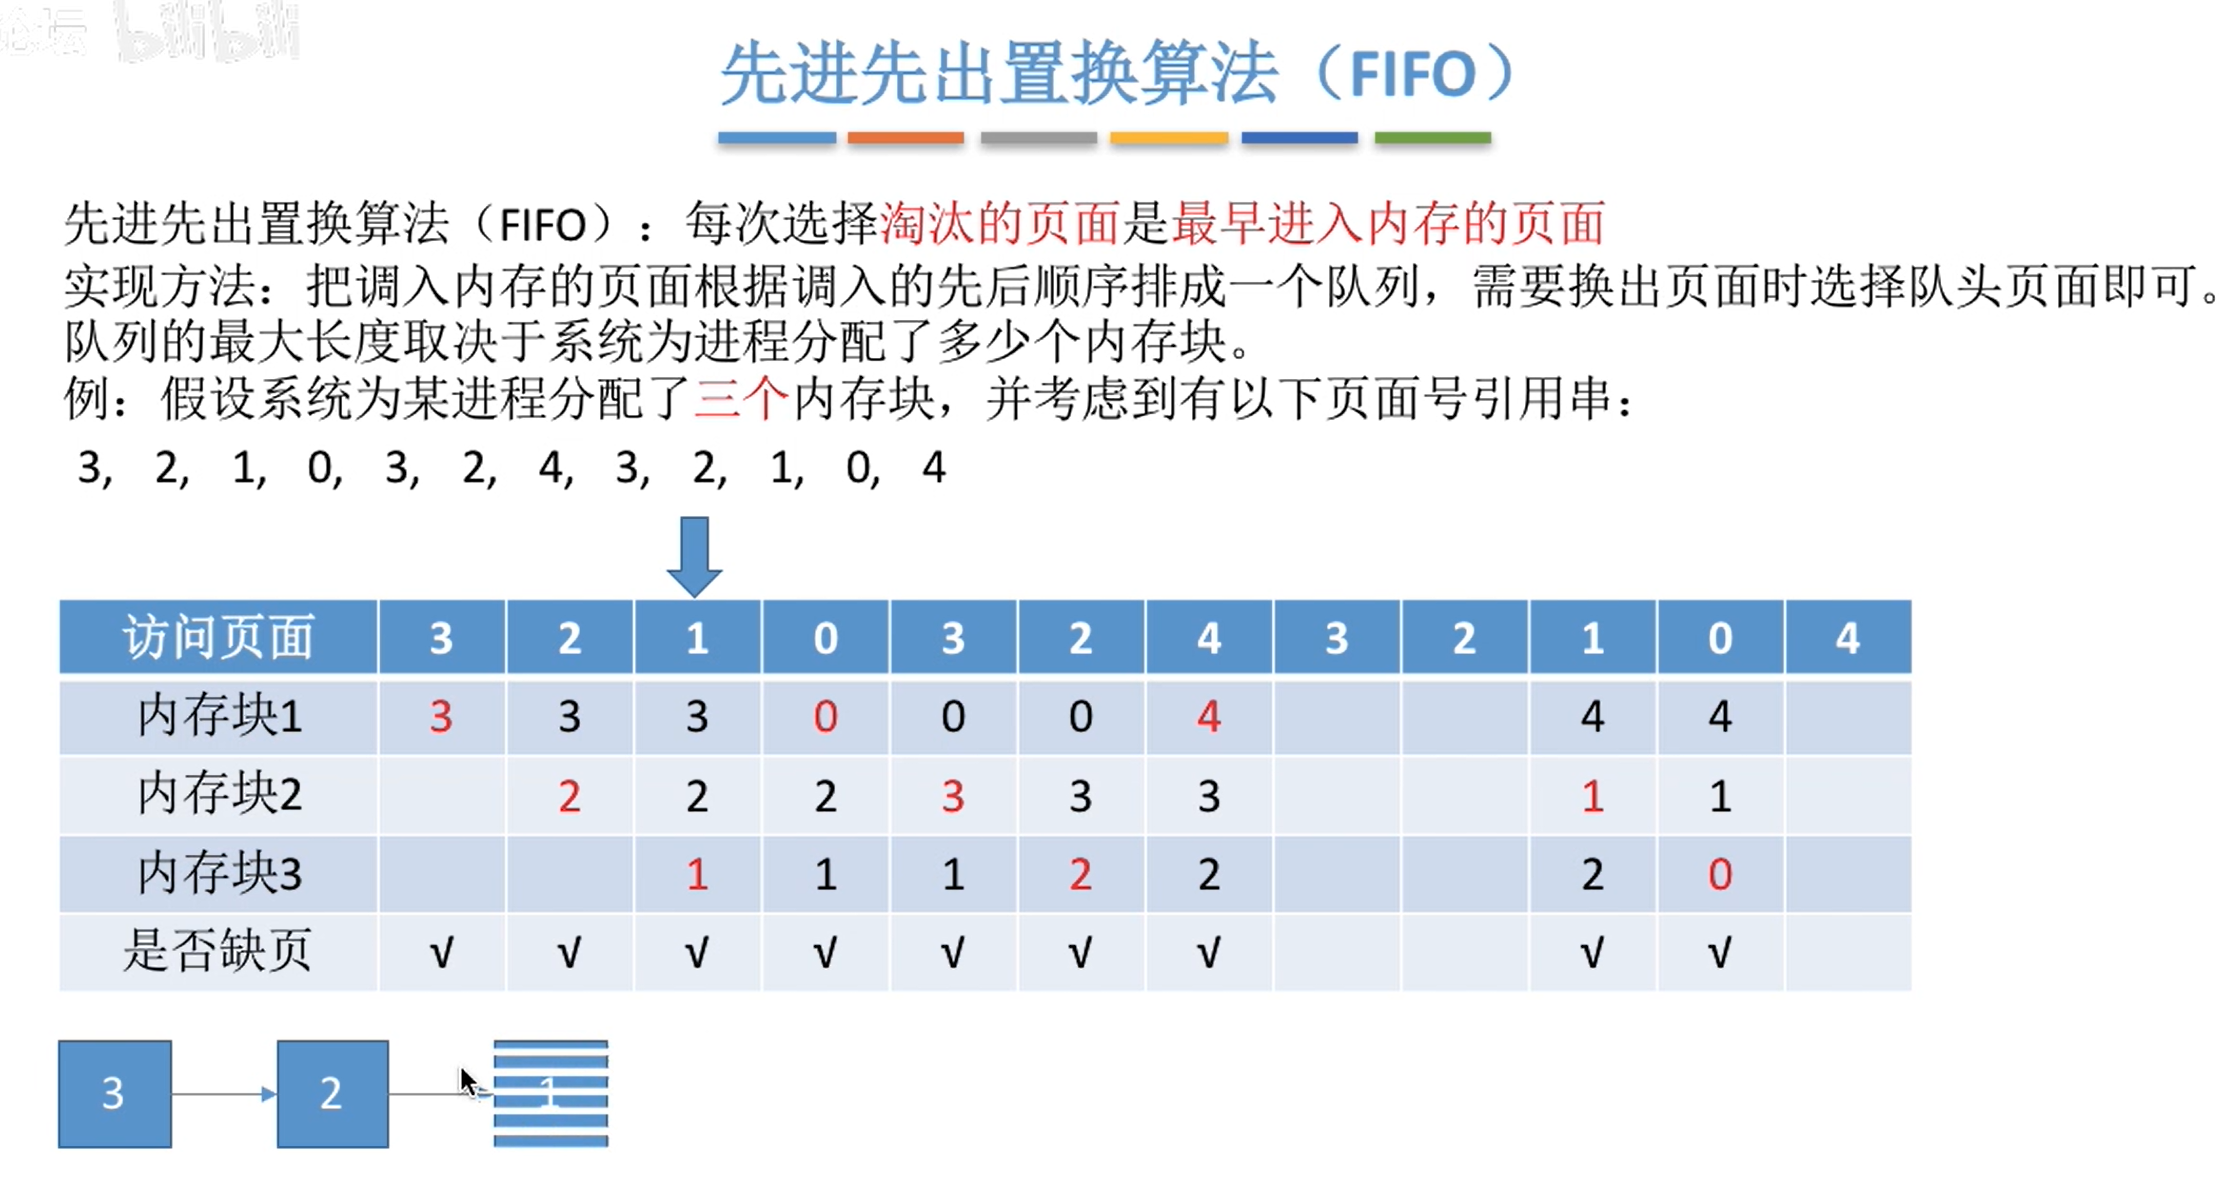 论坛 bilibili
先进先出置换算法（FIFO）
先进先出置换算法（FIFO）：每次选择淘汰的页面是最早进入内存的页面
实现方法：把调入内存的页面根据调入的先后顺序排成一个队列，需要换出页面时选择队头页面即可。
队列的最大长度取决于系统为进程分配了多少个内存块。
例：假设系统为某进程分配了三个内存块，并考虑到有以下页面号引用串：
3, 2, 1, 0, 3, 2, 4, 3, 2, 1, 0, 4
访问页面 3 2 1 0 3 2 4 3 2 1 0 4
内存块1 3 3 3 0 0 0 4 4 4
内存块2 2 2 2 3 3 3 1 1
内存块3 1 1 1 2 2 2 0
是否缺页 √ √ √ √ √ √ √ √ √
3 2 1